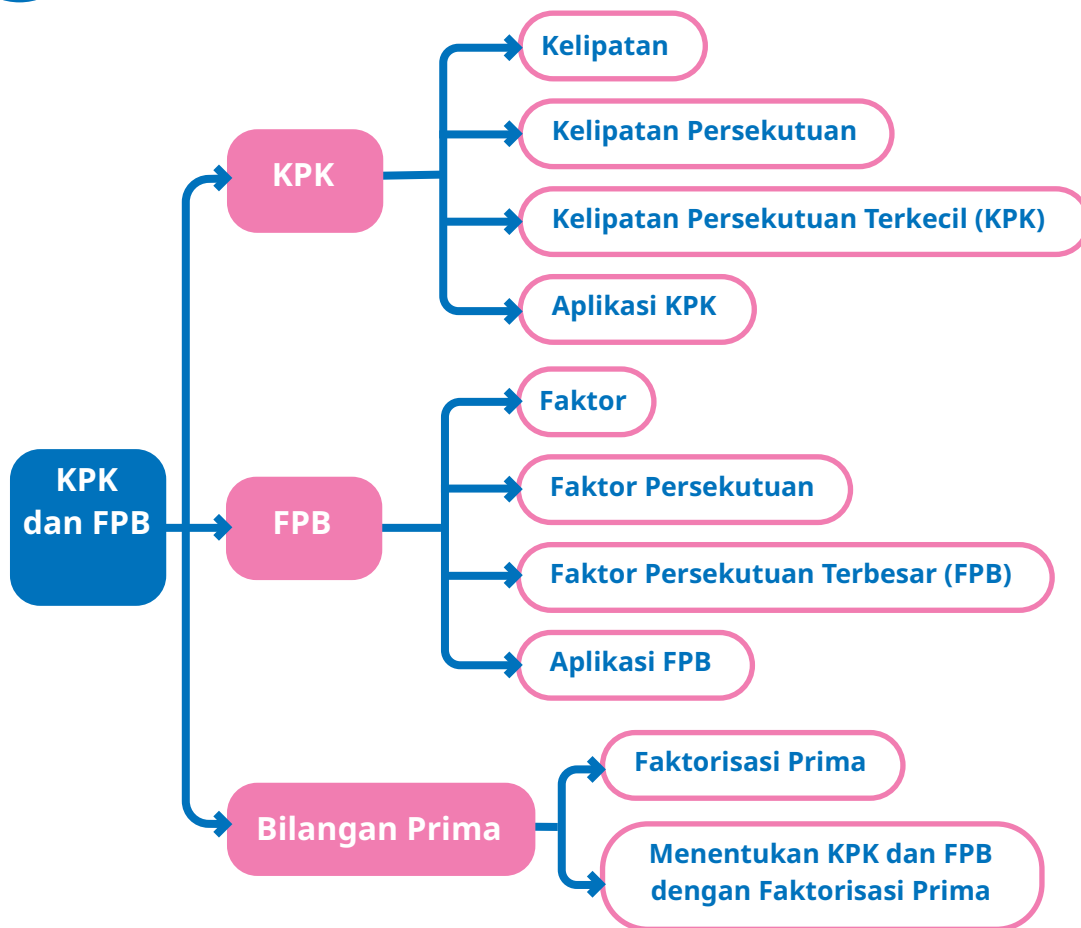 KPK
dan FPB
KPK
Kelipatan
Kelipatan Persekutuan
Kelipatan Persekutuan Terkecil (KPK)
Aplikasi KPK
FPB
Faktor
Faktor Persekutuan
Faktor Persekutuan Terbesar (FPB)
Aplikasi FPB
Bilangan Prima
Faktorisasi Prima
Menentukan KPK dan FPB
dengan Faktorisasi Prima